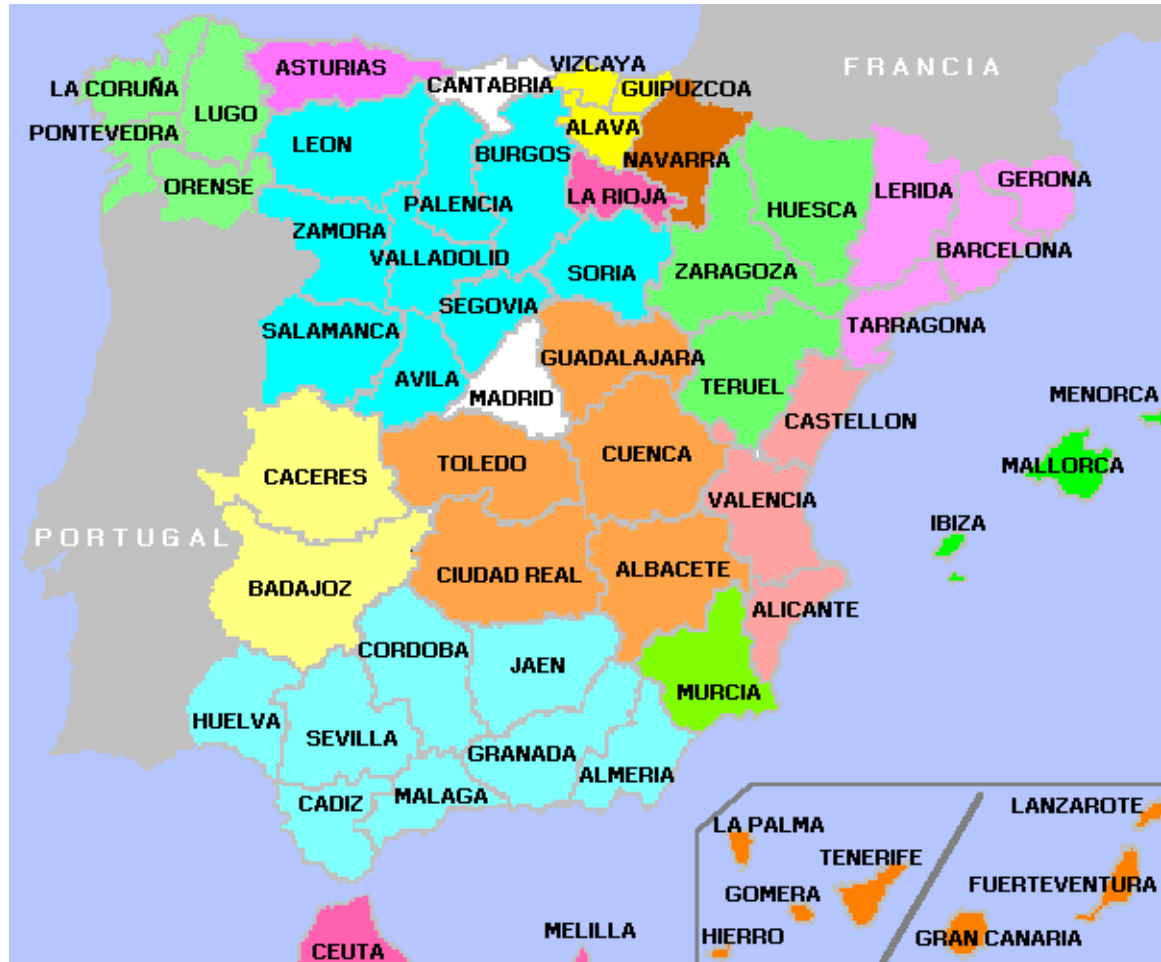 VIZCAYA
FRANCIA
ASTURIAS
CANTABRIA
GUIPUZCOA
LA CORUÑA
LUGO
ALAVA
PONTEVEDRA
LEON
BURGOS
NAVARRA
ORENSE
LA RIOJA
LERIDA
GERONA
PALENCIA
HUESCA
ZAMORA
VALLADOLID
SORIA
ZARAGOZA
BARCELONA
SEGOVIA
SALAMANCA
TARRAGONA
GUADALAJARA
AVILA
MADRID
TERUEL
MENORCA
CASTELLON
CACERES
TOLEDO
CUENCA
MALLORCA
VALENCIA
IBIZA
PORTUGAL
BADAJOZ
CIUDAD REAL
ALBACETE
ALICANTE
CORDOBA
JAEN
MURCIA
HUELVA
SEVILLA
GRANADA
ALMERIA
CADIZ
MALAGA
LANZAROTE
LA PALMA
TENERIFE
FUERTEVENTURA
GOMERA
MELILLA
HIERRO
GRAN CANARIA
CEUTA